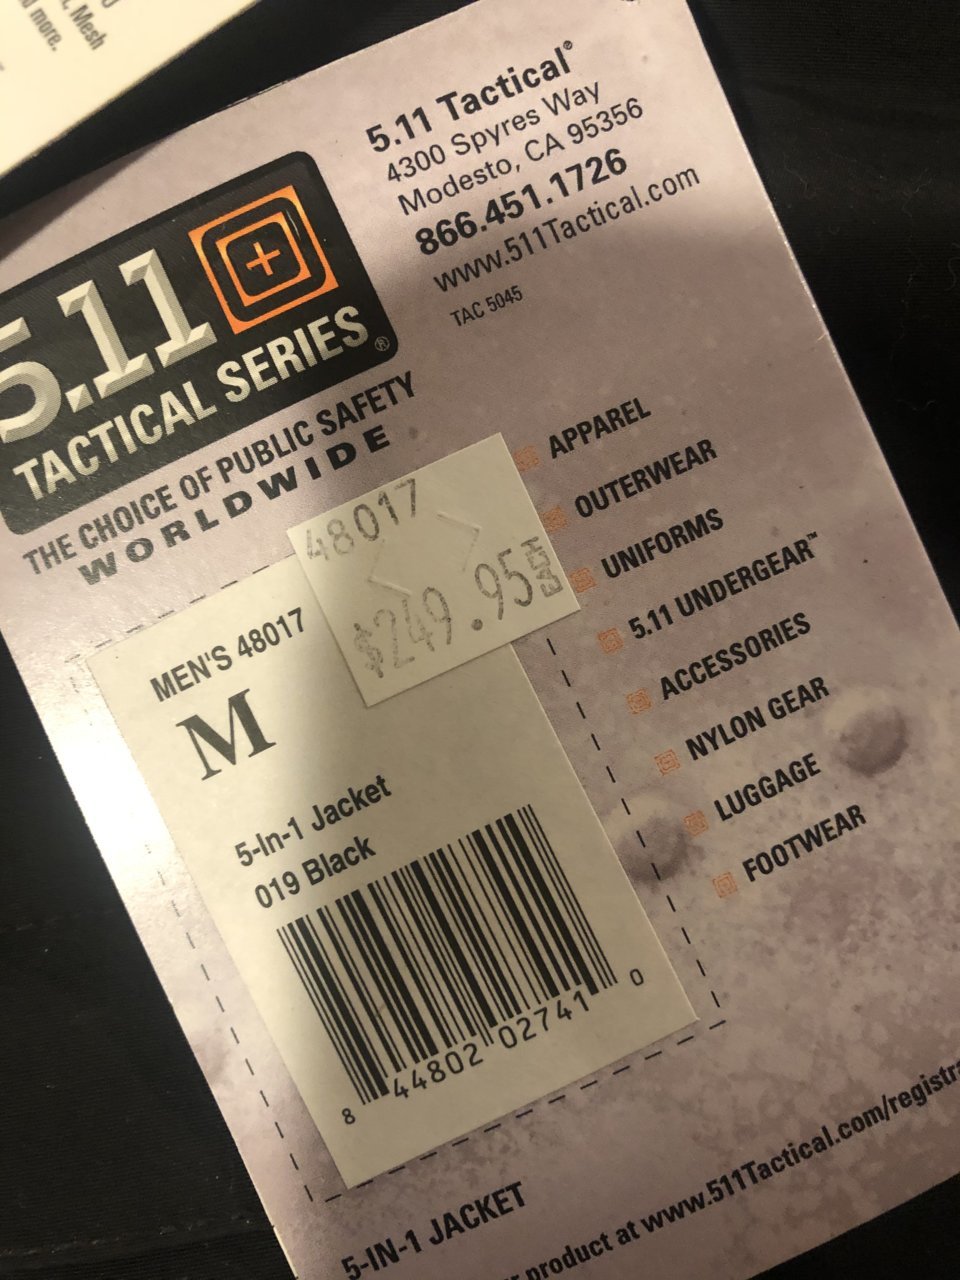 Mesh
more.
5.11 Tactical®
4300 Spyres Way
Modesto, CA 95356
866.451.1726
www.511Tactical.com
TAC 5045
5.11
TACTICAL SERIES®
THE CHOICE OF PUBLIC SAFETY
WORLDWIDE
APPAREL
OUTERWEAR
UNIFORMS
5.11 UNDERGEAR™
ACCESSORIES
NYLON GEAR
LUGGAGE
FOOTWEAR
48017
$249.95 EACH
MEN'S 48017
M
5-In-1 Jacket
019 Black
8 44802 02741 0
5-IN-1 JACKET
product at www.511Tactical.com/registra